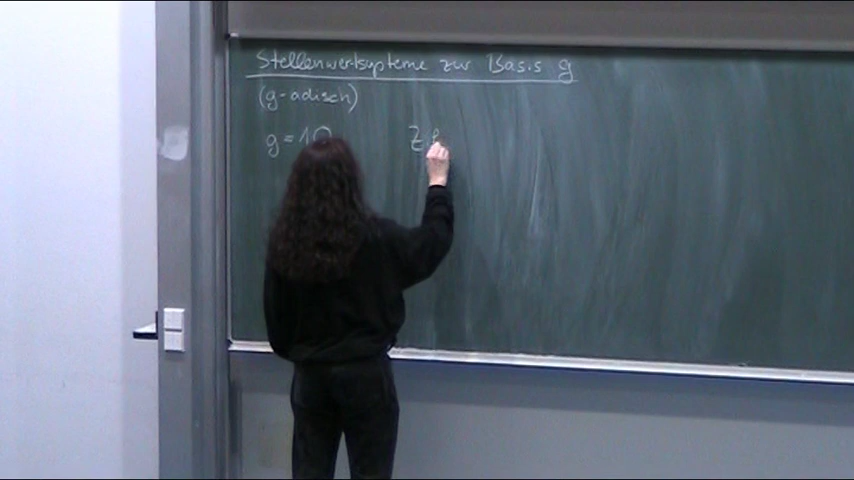 Stellenwertsysteme zur Basis g
(g-adisch)
g = 10 Z